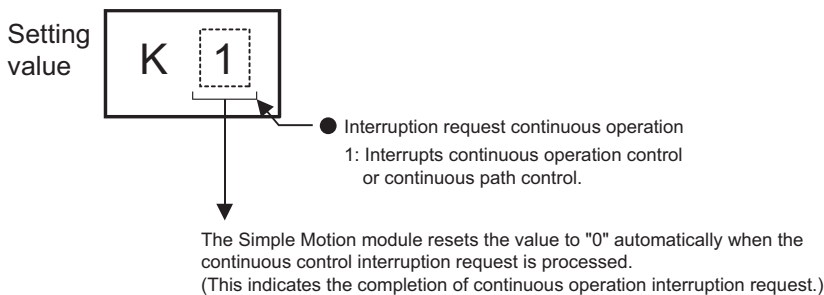 Setting
value
K 1
● Interruption request continuous operation
1: Interrupts continuous operation control
or continuous path control.
The Simple Motion module resets the value to "0" automatically when the
continuous control interruption request is processed.
(This indicates the completion of continuous operation interruption request.)